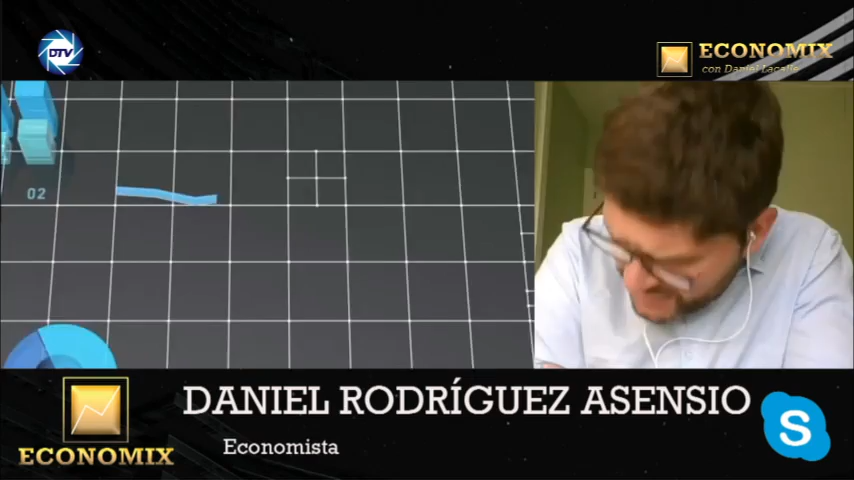 DTV
ECONOMIX
con Daniel Lacalle
02
DANIEL RODRÍGUEZ ASENSIO
Economista
ECONOMIX
S